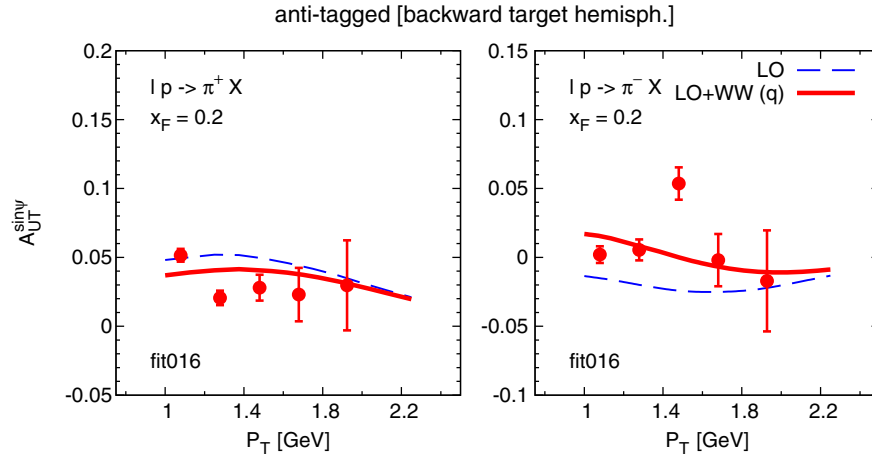 anti-tagged [backward target hemisph.]
A_UT^sinψ
0.2
0.15
0.1
0.05
0
-0.05
l p -> π+ X
x_F = 0.2
fit016
1 1.4 1.8 2.2
P_T [GeV]
0.15
0.1
0.05
0
-0.05
-0.1
l p -> π− X
x_F = 0.2
LO
LO+WW (q)
fit016
1 1.4 1.8 2.2
P_T [GeV]